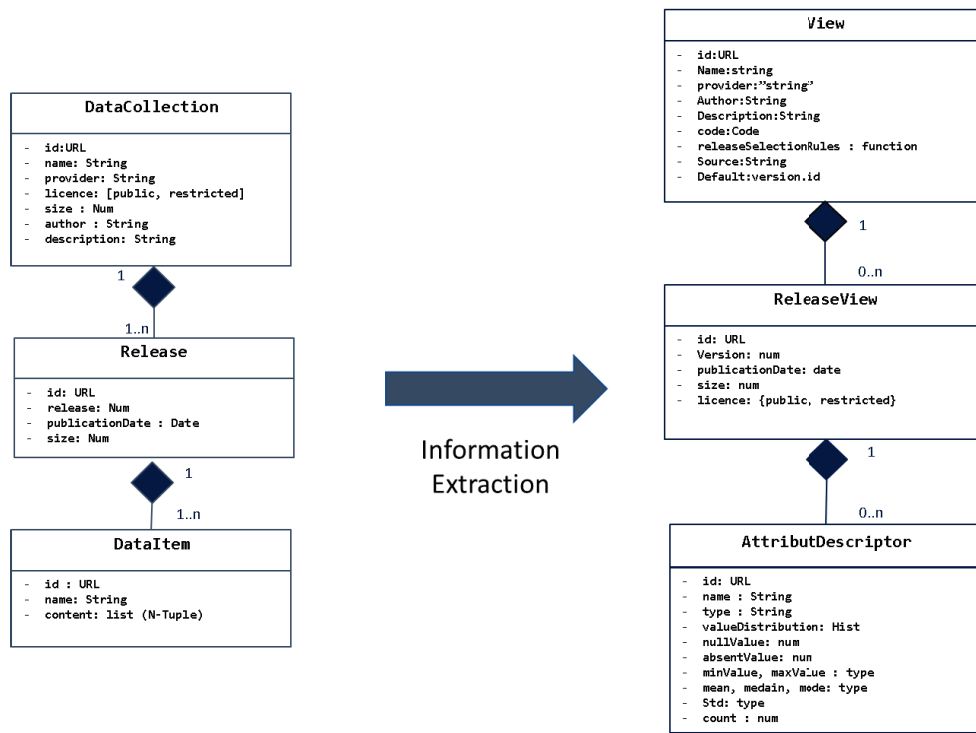 DataCollection
- id:URL
- name: String
- provider: String
- licence: [public, restricted]
- size : Num
- author : String
- description: String
1
1..n
Release
- id: URL
- release: Num
- publicationDate : Date
- size: Num
1
1..n
DataItem
- id : URL
- name: String
- content: list (N-Tuple)
Information
Extraction
View
- id:URL
- Name:string
- provider:”string”
- Author:String
- Description:String
- code:Code
- releaseSelectionRules : function
- Source:String
- Default:version.id
1
0..n
ReleaseView
- id: URL
- Version: num
- publicationDate: date
- size: num
- licence: {public, restricted}
1
0..n
AttributDescriptor
- id: URL
- name : String
- type : String
- valueDistribution: Hist
- nullValue: num
- absentValue: num
- minValue, maxValue : type
- mean, medain, mode: type
- Std: type
- count : num